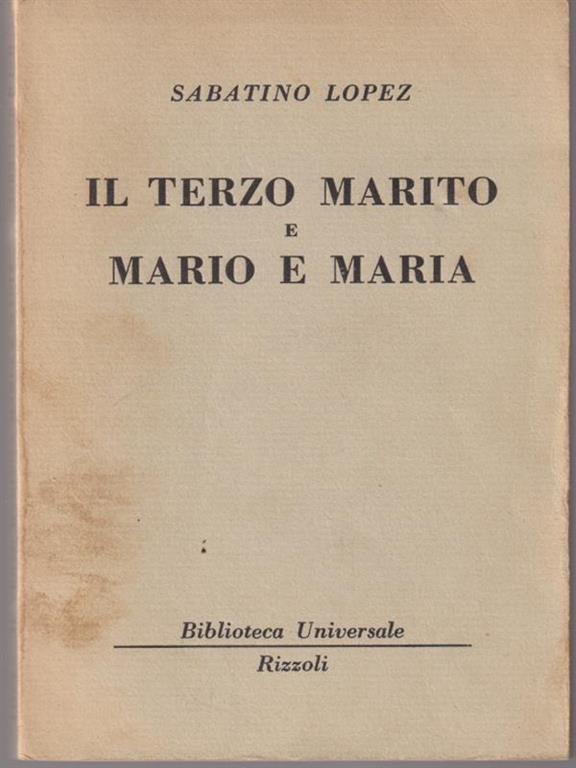 SABATINO LOPEZ
IL TERZO MARITO
E
MARIO E MARIA
Biblioteca Universale
Rizzoli